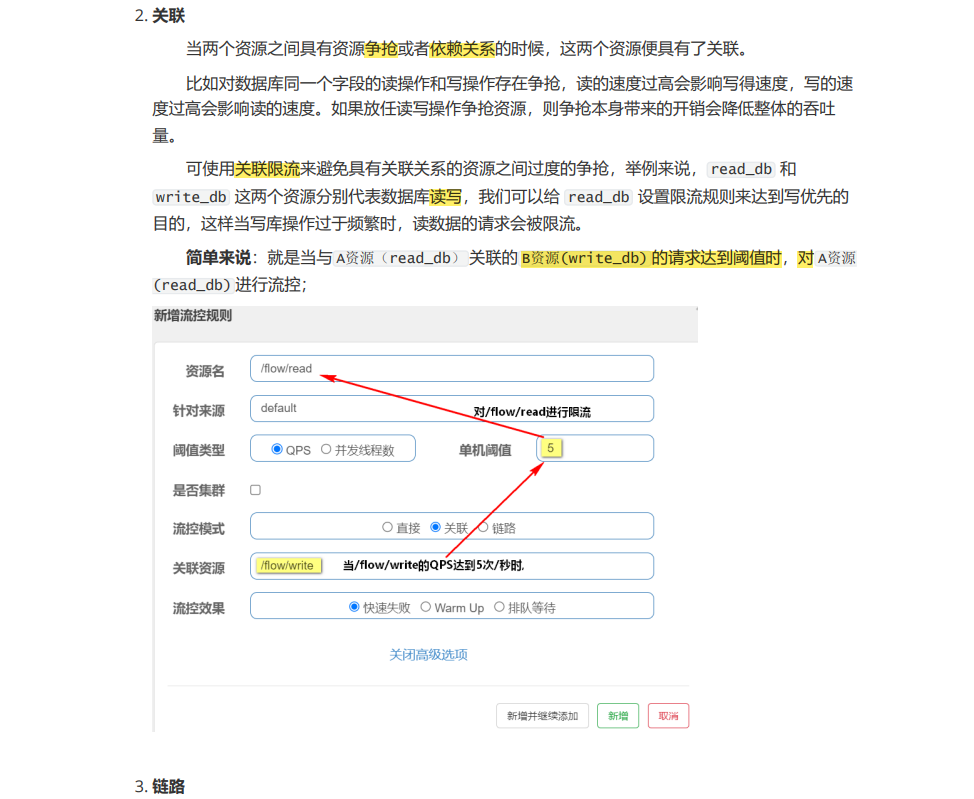 2. 关联
当两个资源之间具有资源争抢或者依赖关系的时候，这两个资源便具有了关联。
比如对数据库同一个字段的读操作和写操作存在争抢，读的速度过高会影响写得速度，写的速
度过高会影响读的速度。如果放任读写操作争抢资源，则争抢本身带来的开销会降低整体的吞吐
量。
可使用关联限流来避免具有关联关系的资源之间过度的争抢，举例来说，read_db 和
write_db 这两个资源分别代表数据库读写，我们可以给 read_db 设置限流规则来达到写优先的
目的，这样当写库操作过于频繁时，读数据的请求会被限流。
简单来说：就是当与 A资源（read_db） 关联的 B资源(write_db) 的请求达到阈值时，对 A资源
(read_db) 进行流控；
新增流控规则
资源名 /flow/read
针对来源 default 对/flow/read进行限流
阈值类型 QPS 并发线程数 单机阈值 5
是否集群
流控模式 直接 关联 链路
关联资源 /flow/write 当/flow/write的QPS达到5次/秒时,
流控效果 快速失败 Warm Up 排队等待
关闭高级选项
新增并继续添加 新增 取消
3. 链路